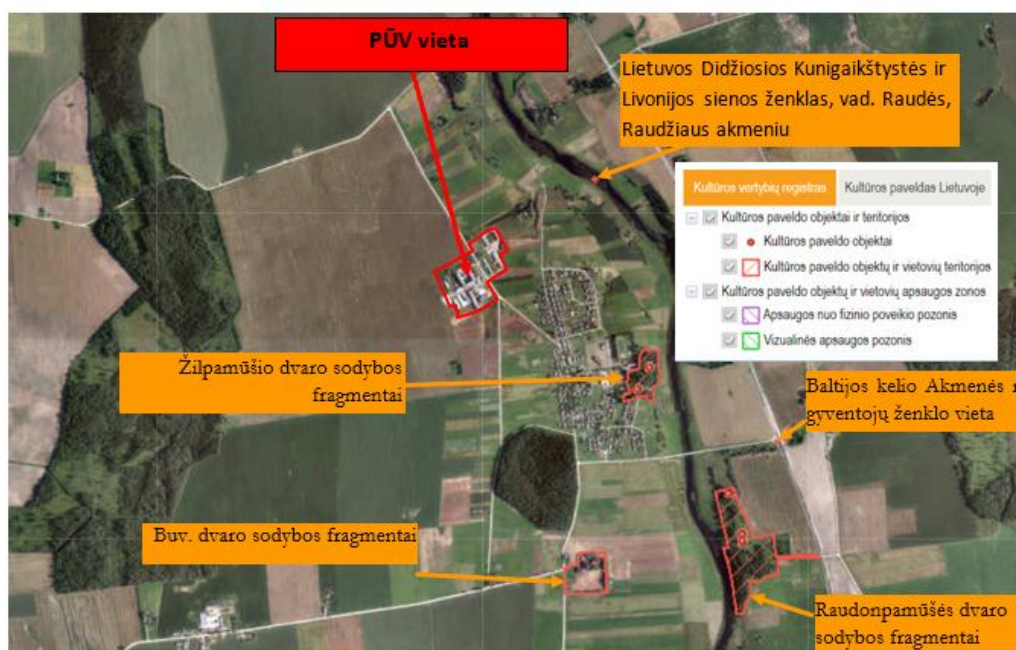 PŪV vieta
Lietuvos Didžiosios Kunigaikštystės ir
Livonijos sienos ženklas, vad. Raudės,
Raudžiaus akmeniu
Kultūros vertybių registras
Kultūros paveldas Lietuvoje
Kultūros paveldo objektai ir teritorijos
Kultūros paveldo objektai
Kultūros paveldo objektų ir vietovių teritorijos
Kultūros paveldo objektų ir vietovių apsaugos zonos
Apsaugos nuo fizinio poveikio pozonis
Vizualinės apsaugos pozonis
Žilpamūšio dvaro sodybos
fragmentai
Baltijos kelio Akmenės
gyventojų ženklo vieta
Buv. dvaro sodybos fragmentai
Raudonpamūšės dvaro
sodybos fragmentai